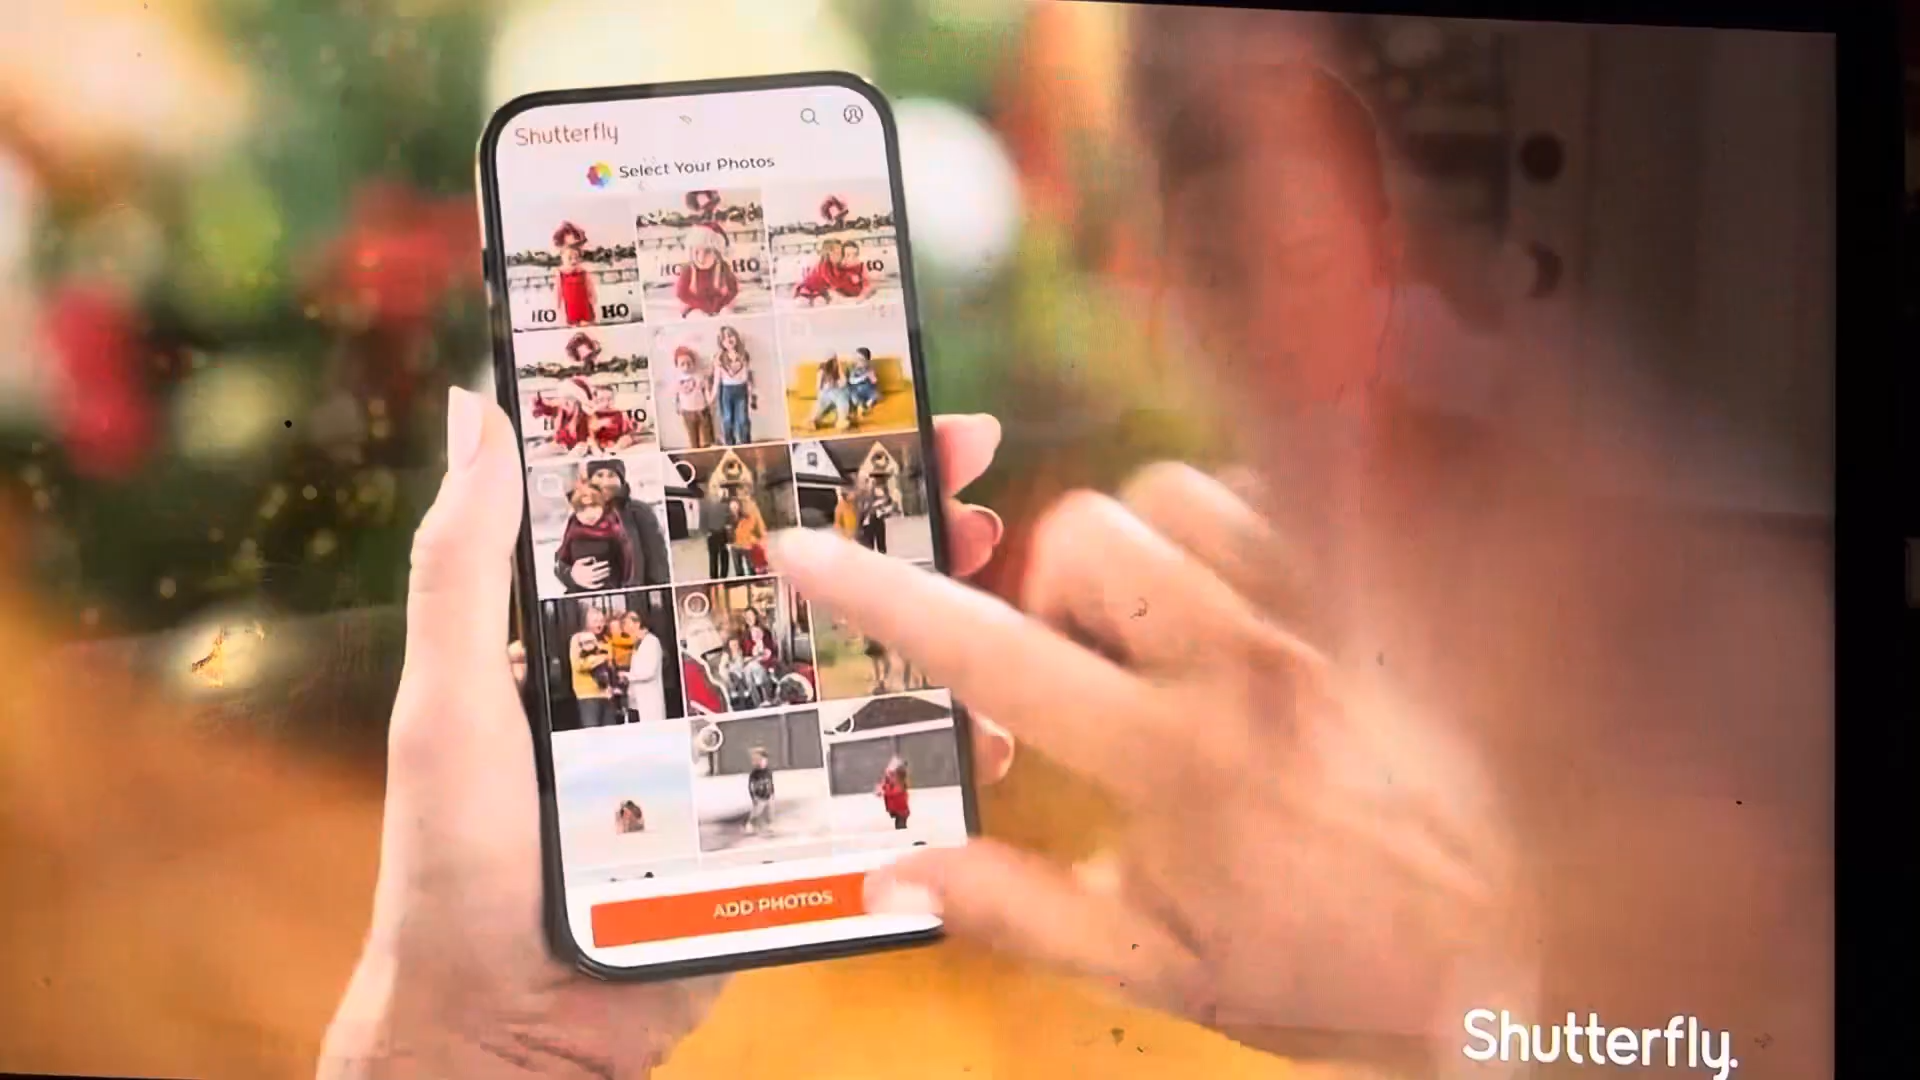 Shutterfly
Select Your Photos
HO HO
HO HO
HO
H HO
ADD PHOTOS
Shutterfly.